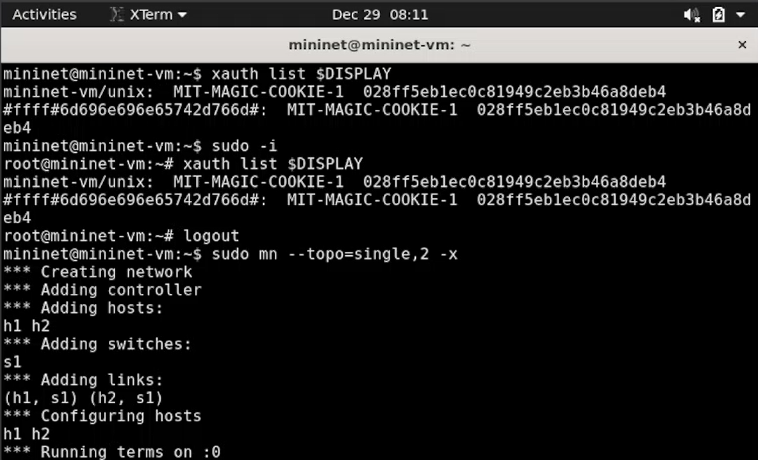 Activities XTerm Dec 29 08:11
mininet@mininet-vm: ~ ×
mininet@mininet-vm:~$ xauth list $DISPLAY
mininet-vm/unix:  MIT-MAGIC-COOKIE-1  028ff5eb1ec0c81949c2eb3b46a8deb4
#ffff#6d696e696e65742d766d#:  MIT-MAGIC-COOKIE-1  028ff5eb1ec0c81949c2eb3b46a8d
eb4
mininet@mininet-vm:~$ sudo -i
root@mininet-vm:~# xauth list $DISPLAY
mininet-vm/unix:  MIT-MAGIC-COOKIE-1  028ff5eb1ec0c81949c2eb3b46a8deb4
#ffff#6d696e696e65742d766d#:  MIT-MAGIC-COOKIE-1  028ff5eb1ec0c81949c2eb3b46a8d
eb4
root@mininet-vm:~# logout
mininet@mininet-vm:~$ sudo mn --topo=single,2 -x
*** Creating network
*** Adding controller
*** Adding hosts:
h1 h2
*** Adding switches:
s1
*** Adding links:
(h1, s1) (h2, s1)
*** Configuring hosts
h1 h2
*** Running terms on :0